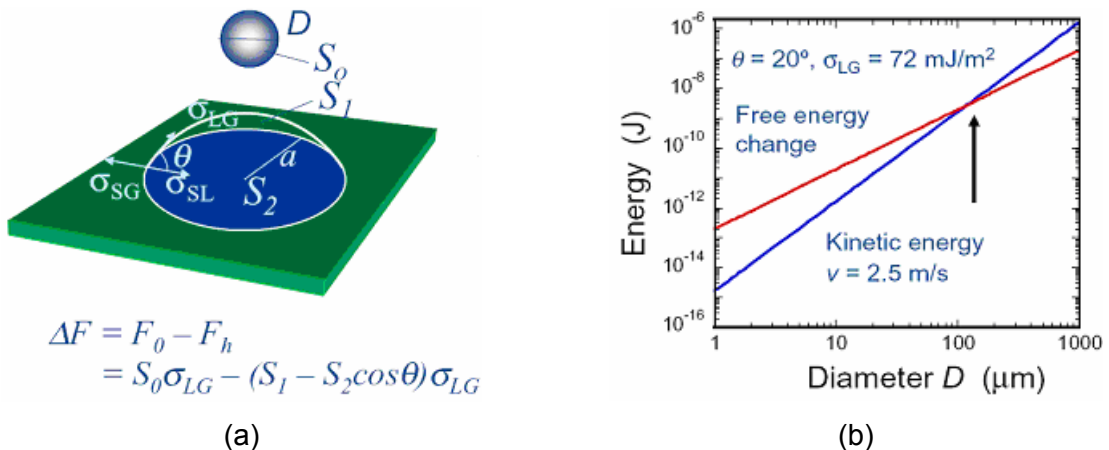 D
S₀
S₁
σLG
θ
a
σSG
σSL
S₂
ΔF = F₀ – Fₕ
= S₀σLG – (S₁ – S₂cosθ)σLG
(a)
10⁻⁶
10⁻⁸
10⁻¹⁰
10⁻¹²
10⁻¹⁴
10⁻¹⁶
Energy (J)
θ = 20º, σLG = 72 mJ/m²
Free energy
change
Kinetic energy
v = 2.5 m/s
1 10 100 1000
Diameter D (μm)
(b)